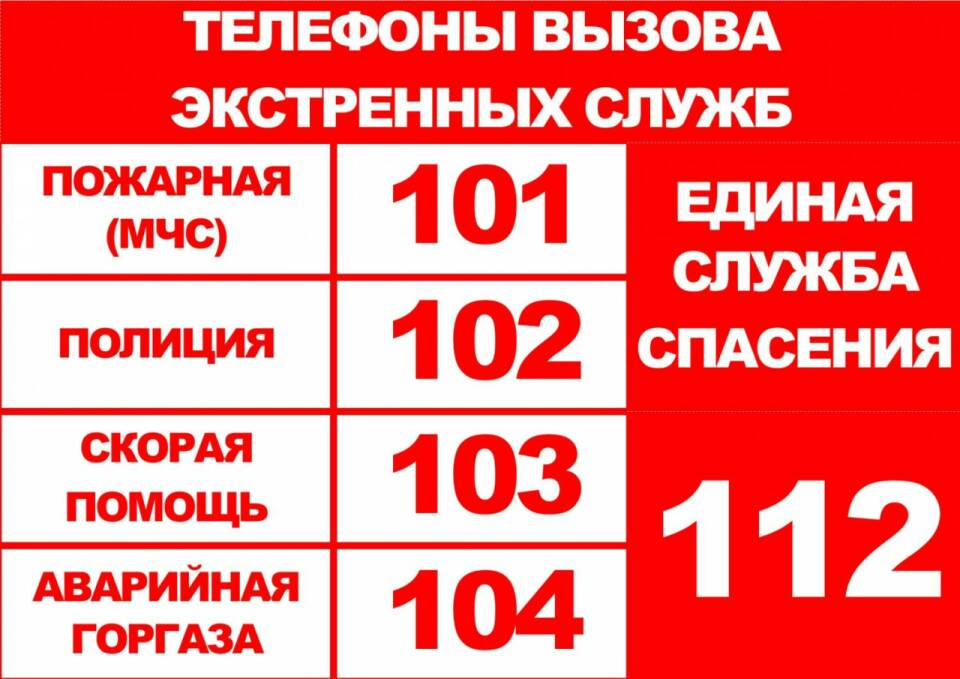 ТЕЛЕФОНЫ ВЫЗОВА
ЭКСТРЕННЫХ СЛУЖБ
ПОЖАРНАЯ
(МЧС)
101
ПОЛИЦИЯ
102
СКОРАЯ
ПОМОЩЬ
103
АВАРИЙНАЯ
ГОРГАЗА
104
ЕДИНАЯ
СЛУЖБА
СПАСЕНИЯ
112